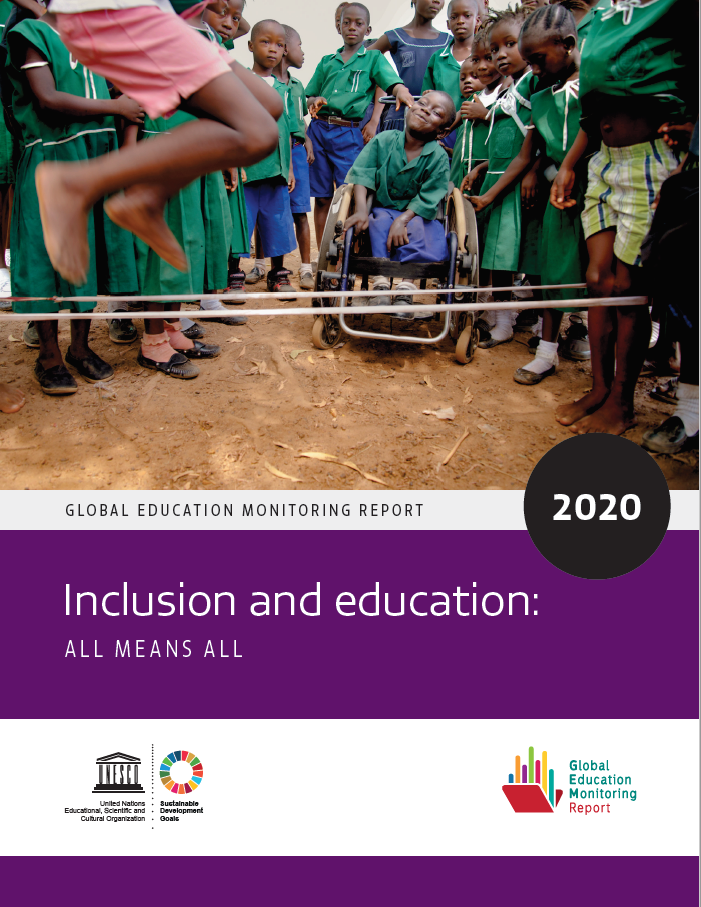 GLOBAL EDUCATION MONITORING REPORT
2020
Inclusion and education:
ALL MEANS ALL
UNESCO
United Nations
Educational, Scientific and
Cultural Organization
Sustainable
Development
Goals
Global
Education
Monitoring
Report